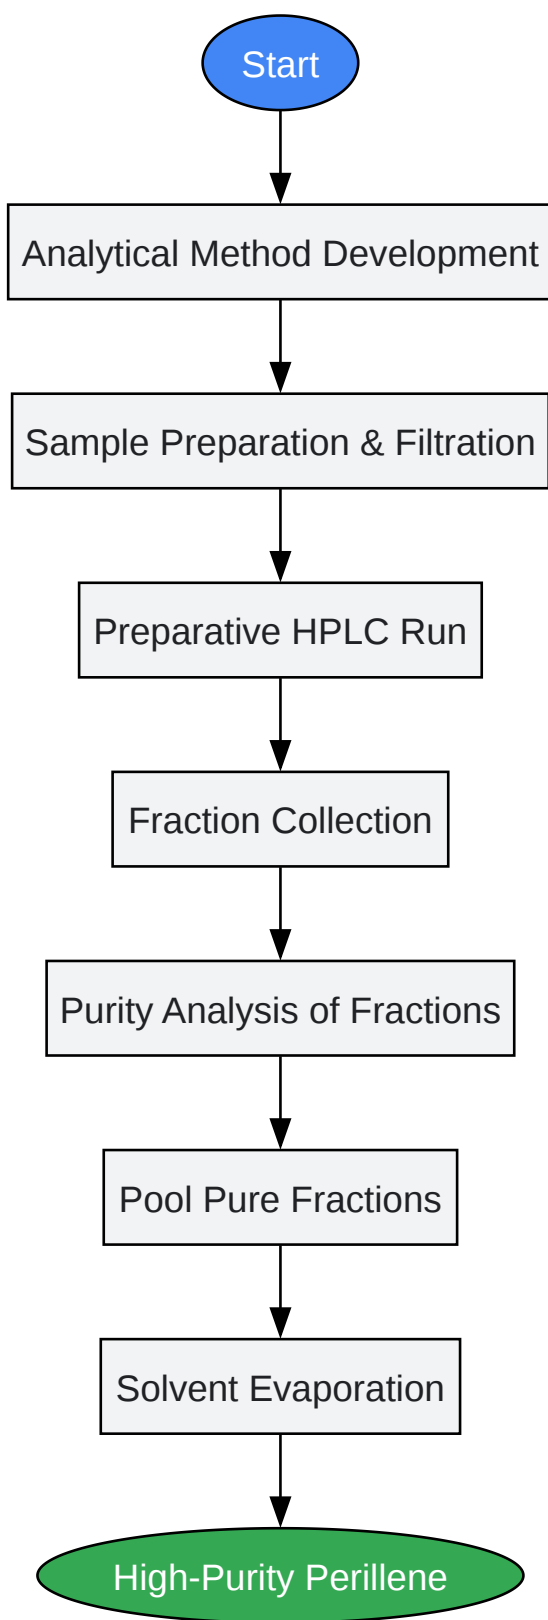 Start
Analytical Method Development
Sample Preparation & Filtration
Preparative HPLC Run
Fraction Collection
Purity Analysis of Fractions
Pool Pure Fractions
Solvent Evaporation
High-Purity Perillene